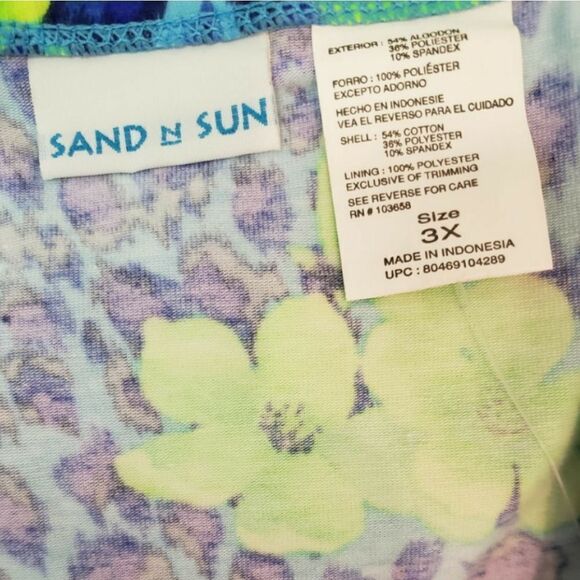 SAND N SUN
EXTERIOR : 54% ALGODON
36% POLIESTER
10% SPANDEX
FORRO : 100% POLIÉSTER
EXCEPTO ADORNO
HECHO EN INDONESIE
VEA EL REVERSO PARA EL CUIDADO
SHELL : 54% COTTON
36% POLYESTER
10% SPANDEX
LINING : 100% POLYESTER
EXCLUSIVE OF TRIMMING
SEE REVERSE FOR CARE
RN # 103658
Size
3X
MADE IN INDONESIA
UPC : 80469104289